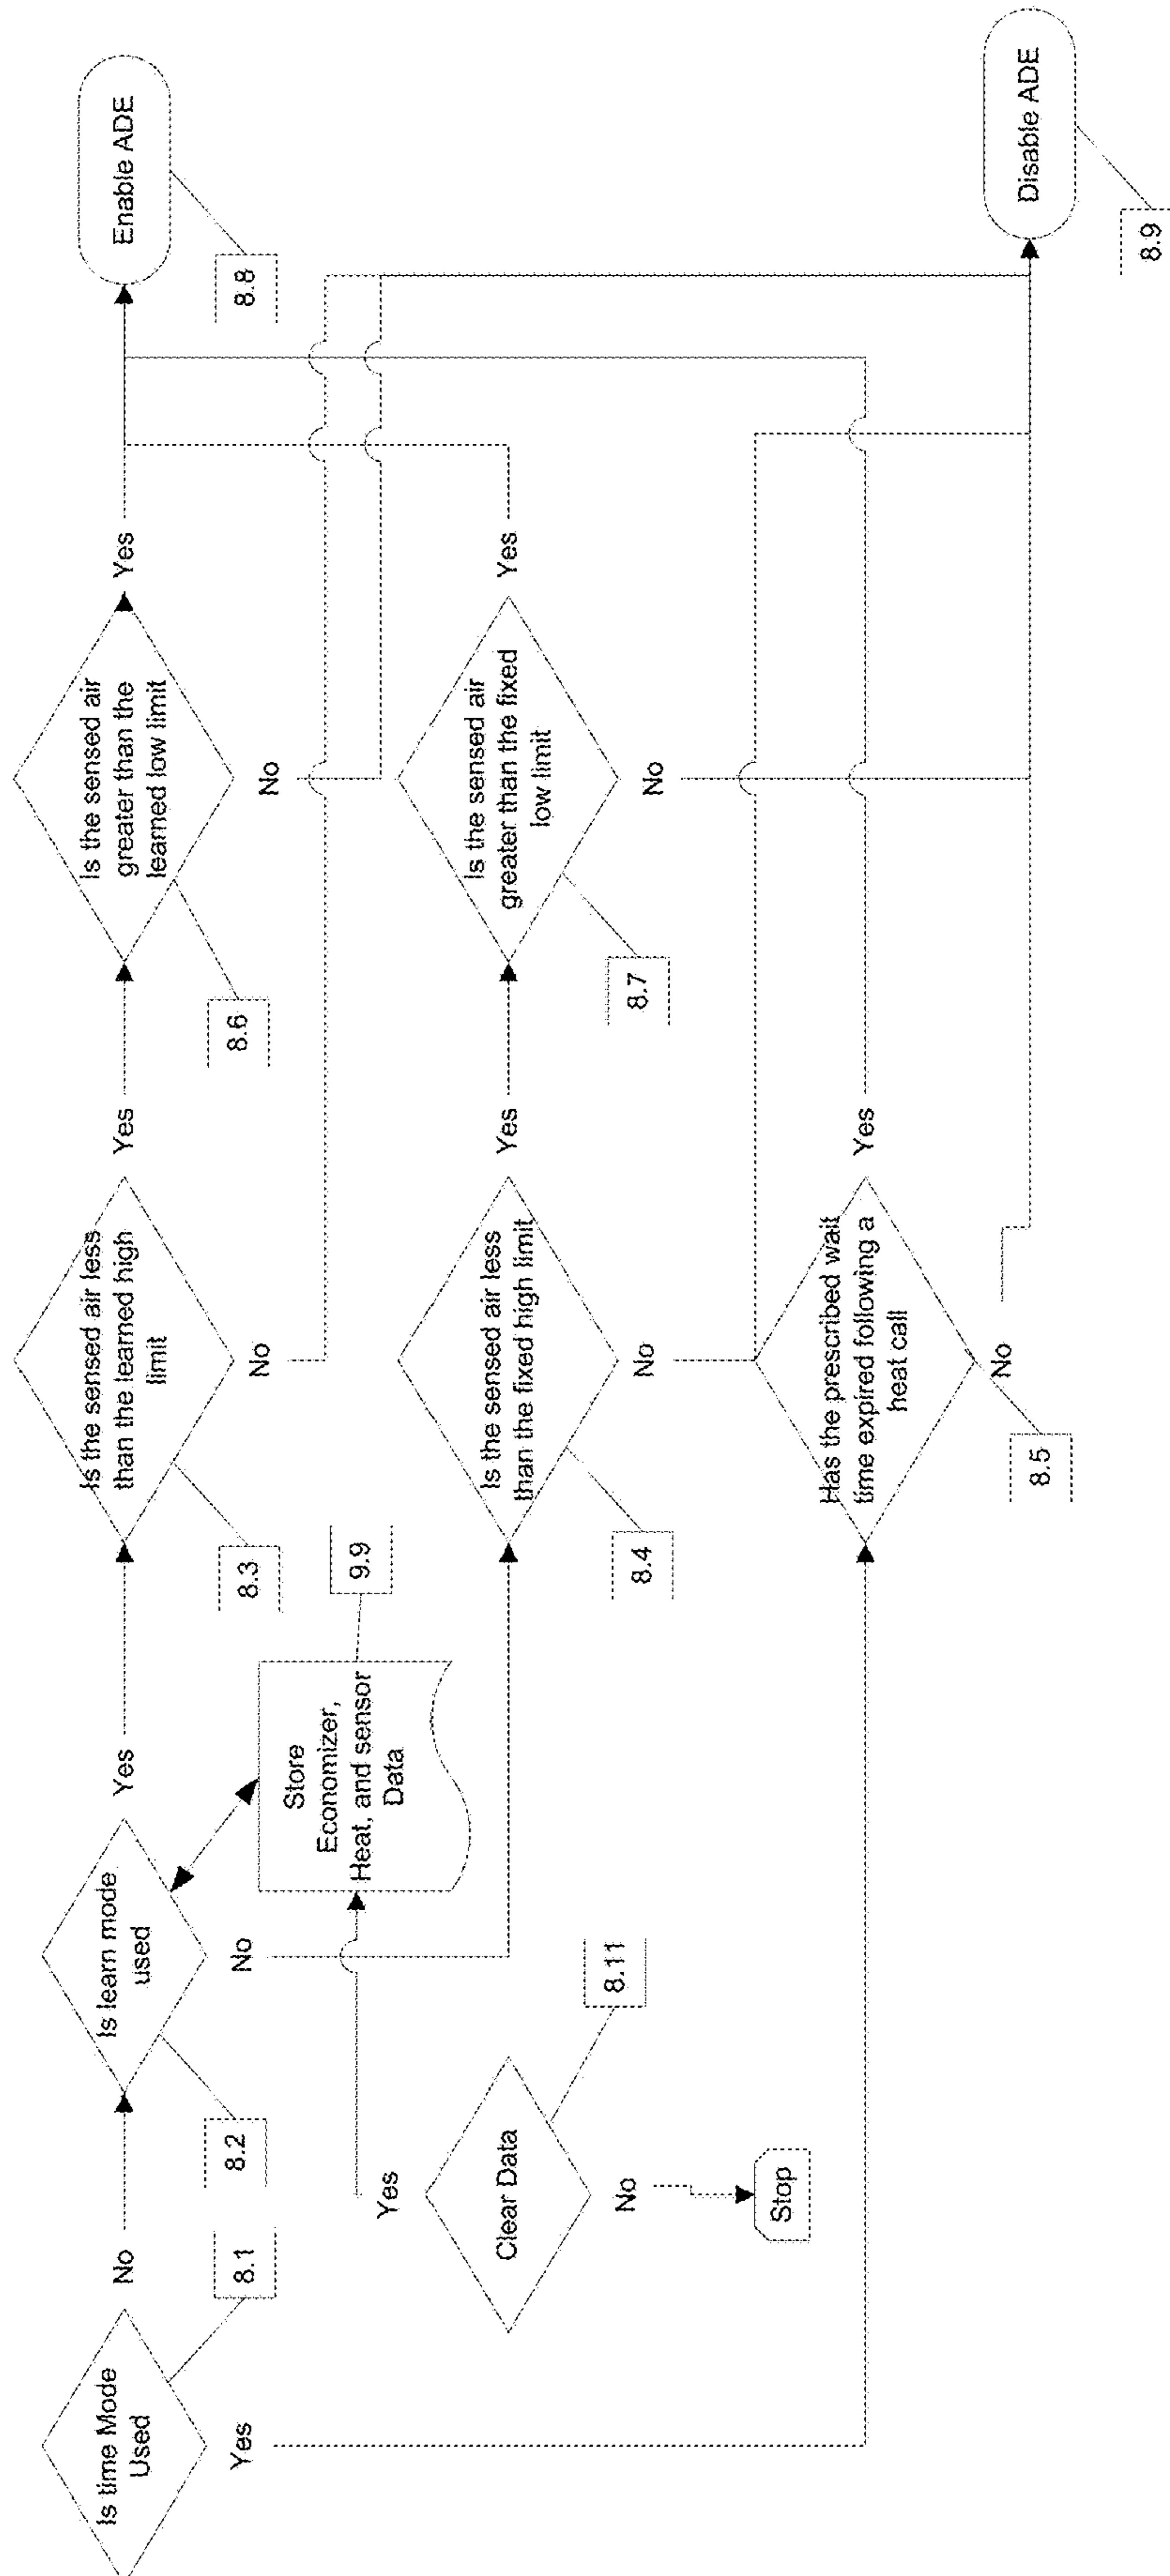 Is time Mode
Used
8.1
No
Yes
Is learn mode
used
8.2
Yes
No
Store
Economizer,
Heat, and sensor
Data
9.9
Is the sensed air less
than the learned high
limit
8.3
Yes
No
Is the sensed air
greater than the
learned low limit
8.6
Yes
No
Enable ADE
8.8
Clear Data
8.11
Yes
No
Stop
Is the sensed air less
than the fixed high limit
8.4
Yes
No
Is the sensed air
greater than the fixed
low limit
8.7
Yes
No
Has the prescribed wait
time expired following a
heat call
8.5
Yes
No
Disable ADE
8.9